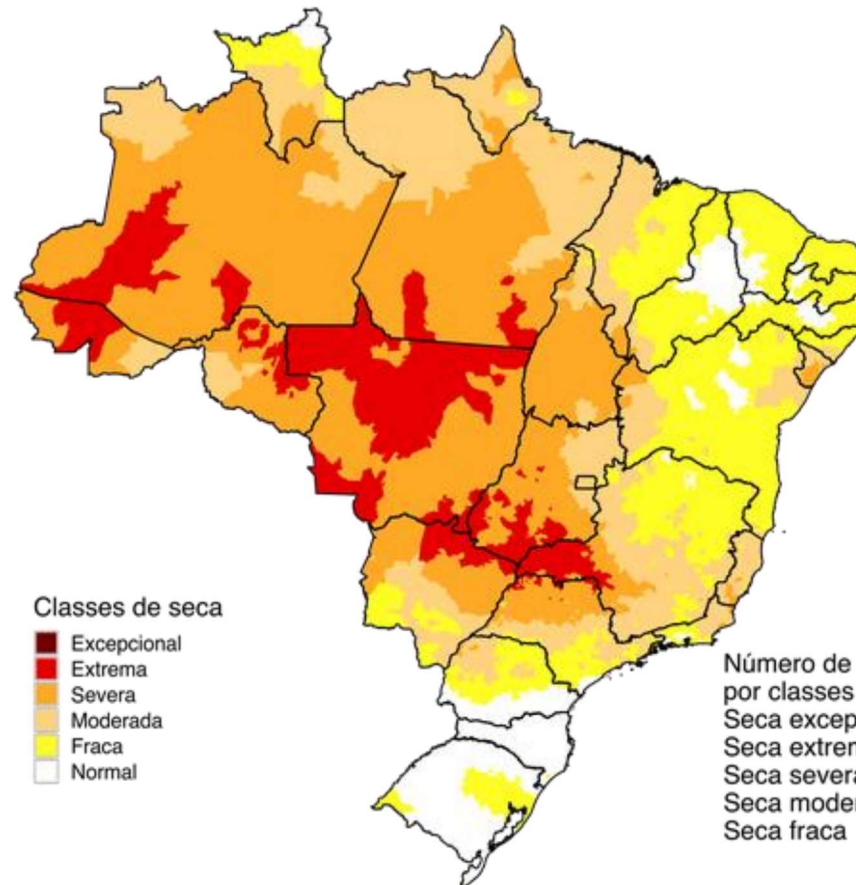 Classes de seca
Excepcional
Extrema
Severa
Moderada
Fraca
Normal
Número de
por classes
Seca excep
Seca extrem
Seca severa
Seca moder
Seca fraca